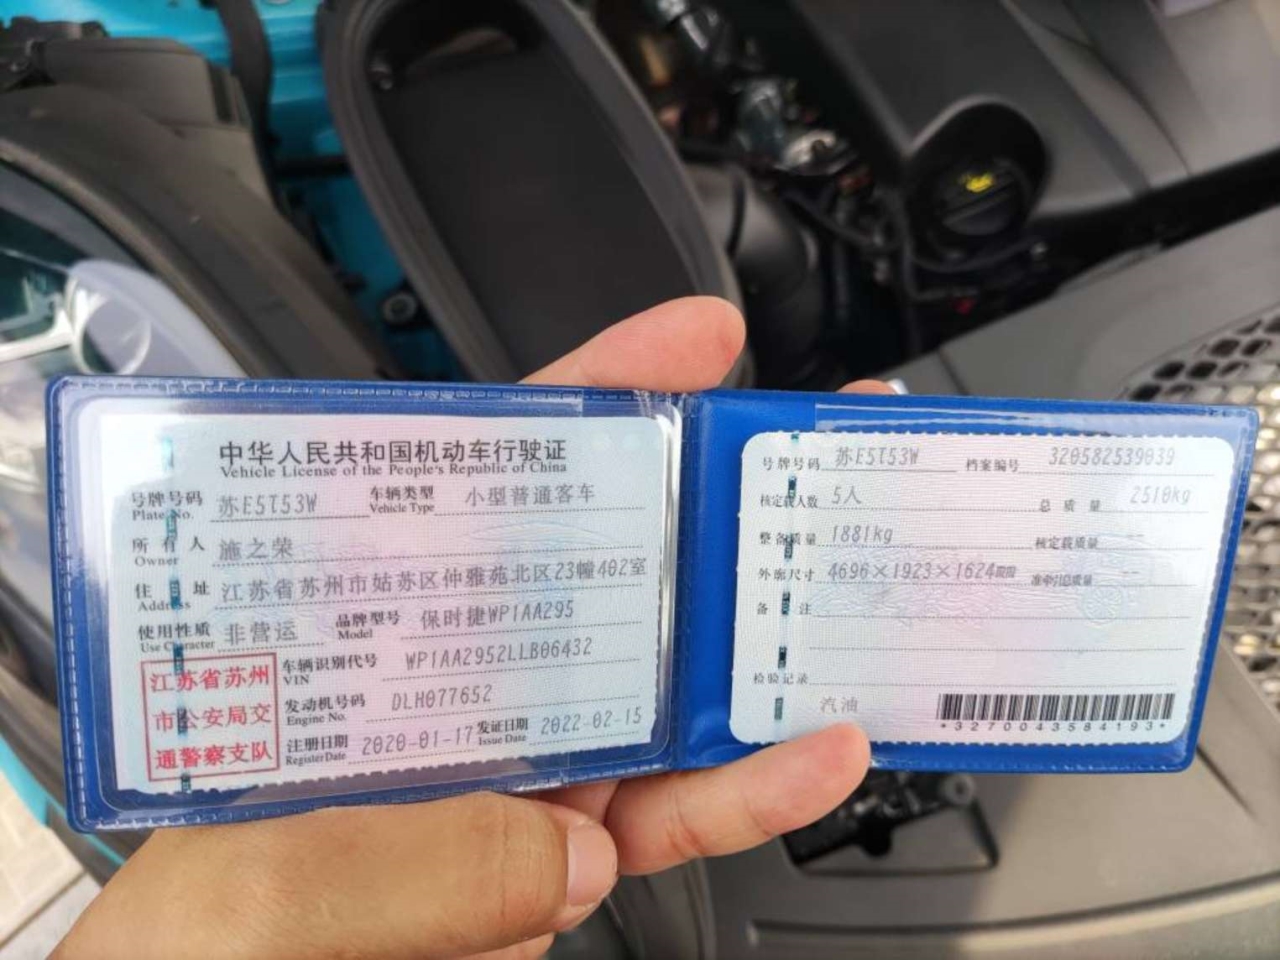 中华人民共和国机动车行驶证
Vehicle License of the People's Republic of China
号牌号码 苏E5T53W 车辆类型 小型普通客车
Plate No. Vehicle Type
所有人 施之荣
Owner
住址 江苏省苏州市姑苏区仲雅苑北区23幢402室
Address
使用性质 非营运 品牌型号 保时捷WP1AA295
Use Character Model
江苏省苏州
市公安局交
通警察支队
车辆识别代号 WP1AA2952LLB06432
VIN
发动机号码 DLH077652
Engine No.
注册日期 2020-01-17 发证日期 2022-02-15
Register Date Issue Date
号牌号码 苏E5T53W 档案编号 320582539039
核定载人数 5人 总质量 2510kg
整备质量 1881kg 核定载质量 --
外廓尺寸 4696×1923×1624mm 准牵引总质量 --
备注
检验记录
汽油
*3270043584193*